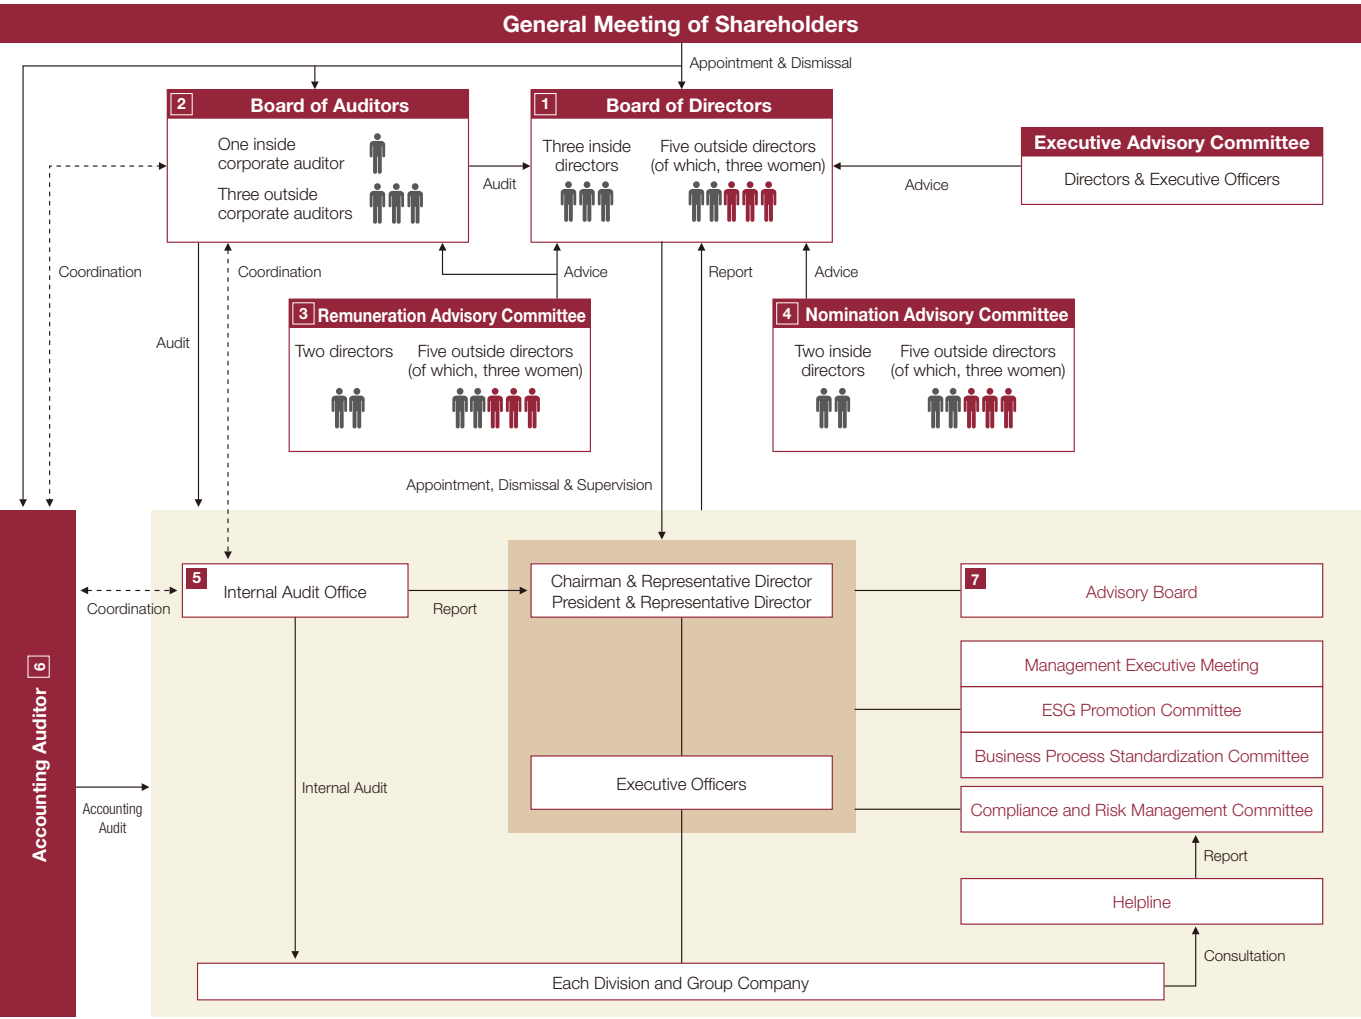 General Meeting of Shareholders
Appointment & Dismissal
2
Board of Auditors
One inside
corporate auditor
Three outside
corporate auditors
Audit
1
Board of Directors
Three inside
directors
Five outside directors
(of which, three women)
Advice
Executive Advisory Committee
Directors & Executive Officers
Coordination
Coordination
Advice
Report
Advice
Audit
3
Remuneration Advisory Committee
Two directors
Five outside directors
(of which, three women)
4
Nomination Advisory Committee
Two inside
directors
Five outside directors
(of which, three women)
Appointment, Dismissal & Supervision
Accounting Auditor 6
Coordination
5
Internal Audit Office
Report
Chairman & Representative Director
President & Representative Director
7
Advisory Board
Management Executive Meeting
ESG Promotion Committee
Business Process Standardization Committee
Executive Officers
Internal Audit
Accounting
Audit
Compliance and Risk Management Committee
Report
Helpline
Consultation
Each Division and Group Company